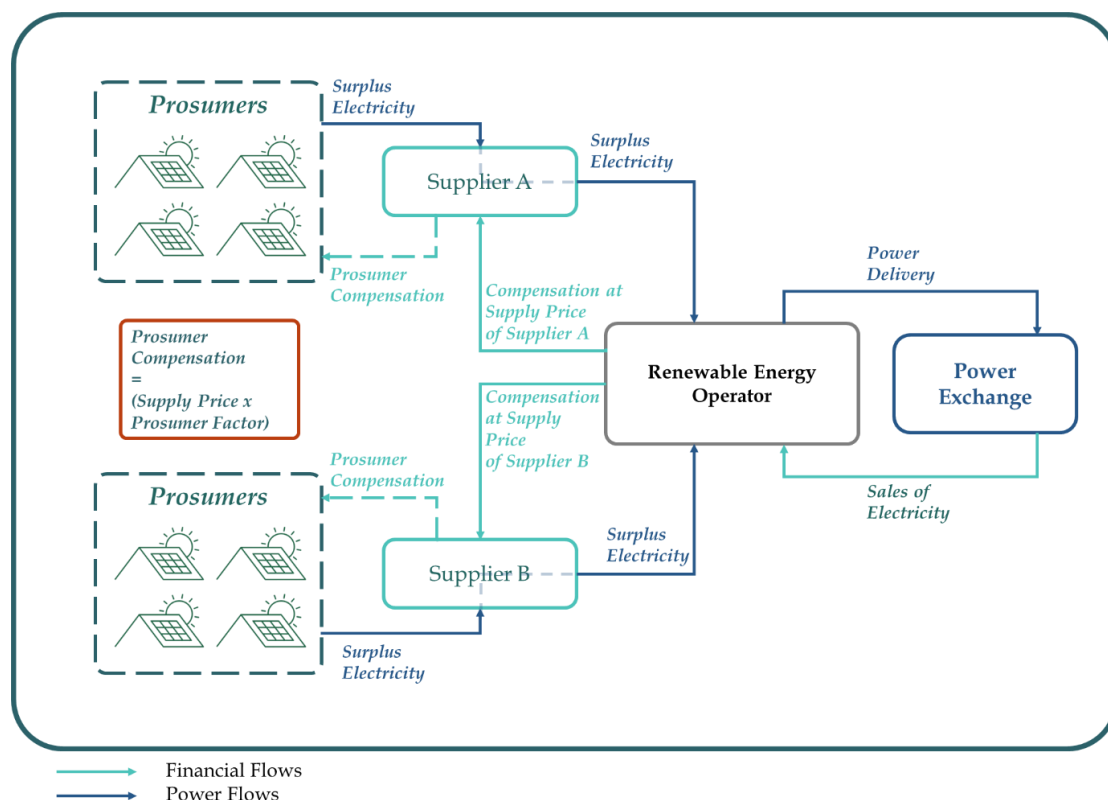 Prosumers
Surplus
Electricity
Supplier A
Surplus
Electricity
Prosumer
Compensation
Compensation at
Supply Price
of Supplier A
Power
Delivery
Prosumer
Compensation
=
(Supply Price x
Prosumer Factor)
Renewable Energy
Operator
Power
Exchange
Compensation
at Supply
Price
of Supplier B
Prosumer
Compensation
Prosumers
Sales of
Electricity
Supplier B
Surplus
Electricity
Surplus
Electricity
Financial Flows
Power Flows